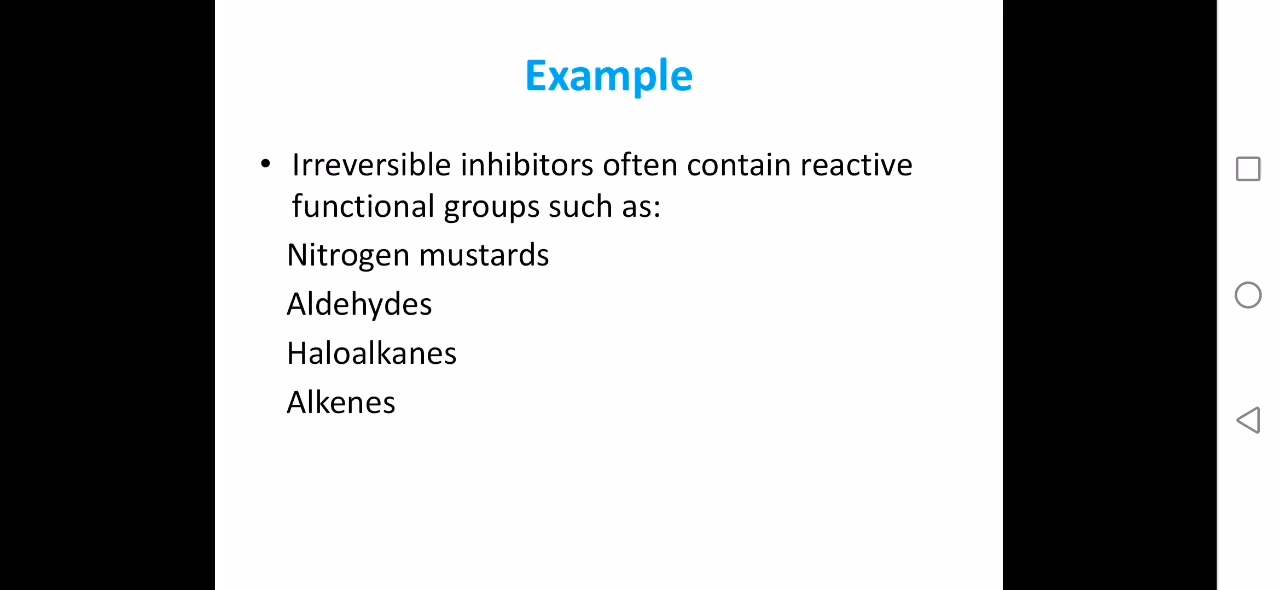 Example
• Irreversible inhibitors often contain reactive
functional groups such as:
Nitrogen mustards
Aldehydes
Haloalkanes
Alkenes